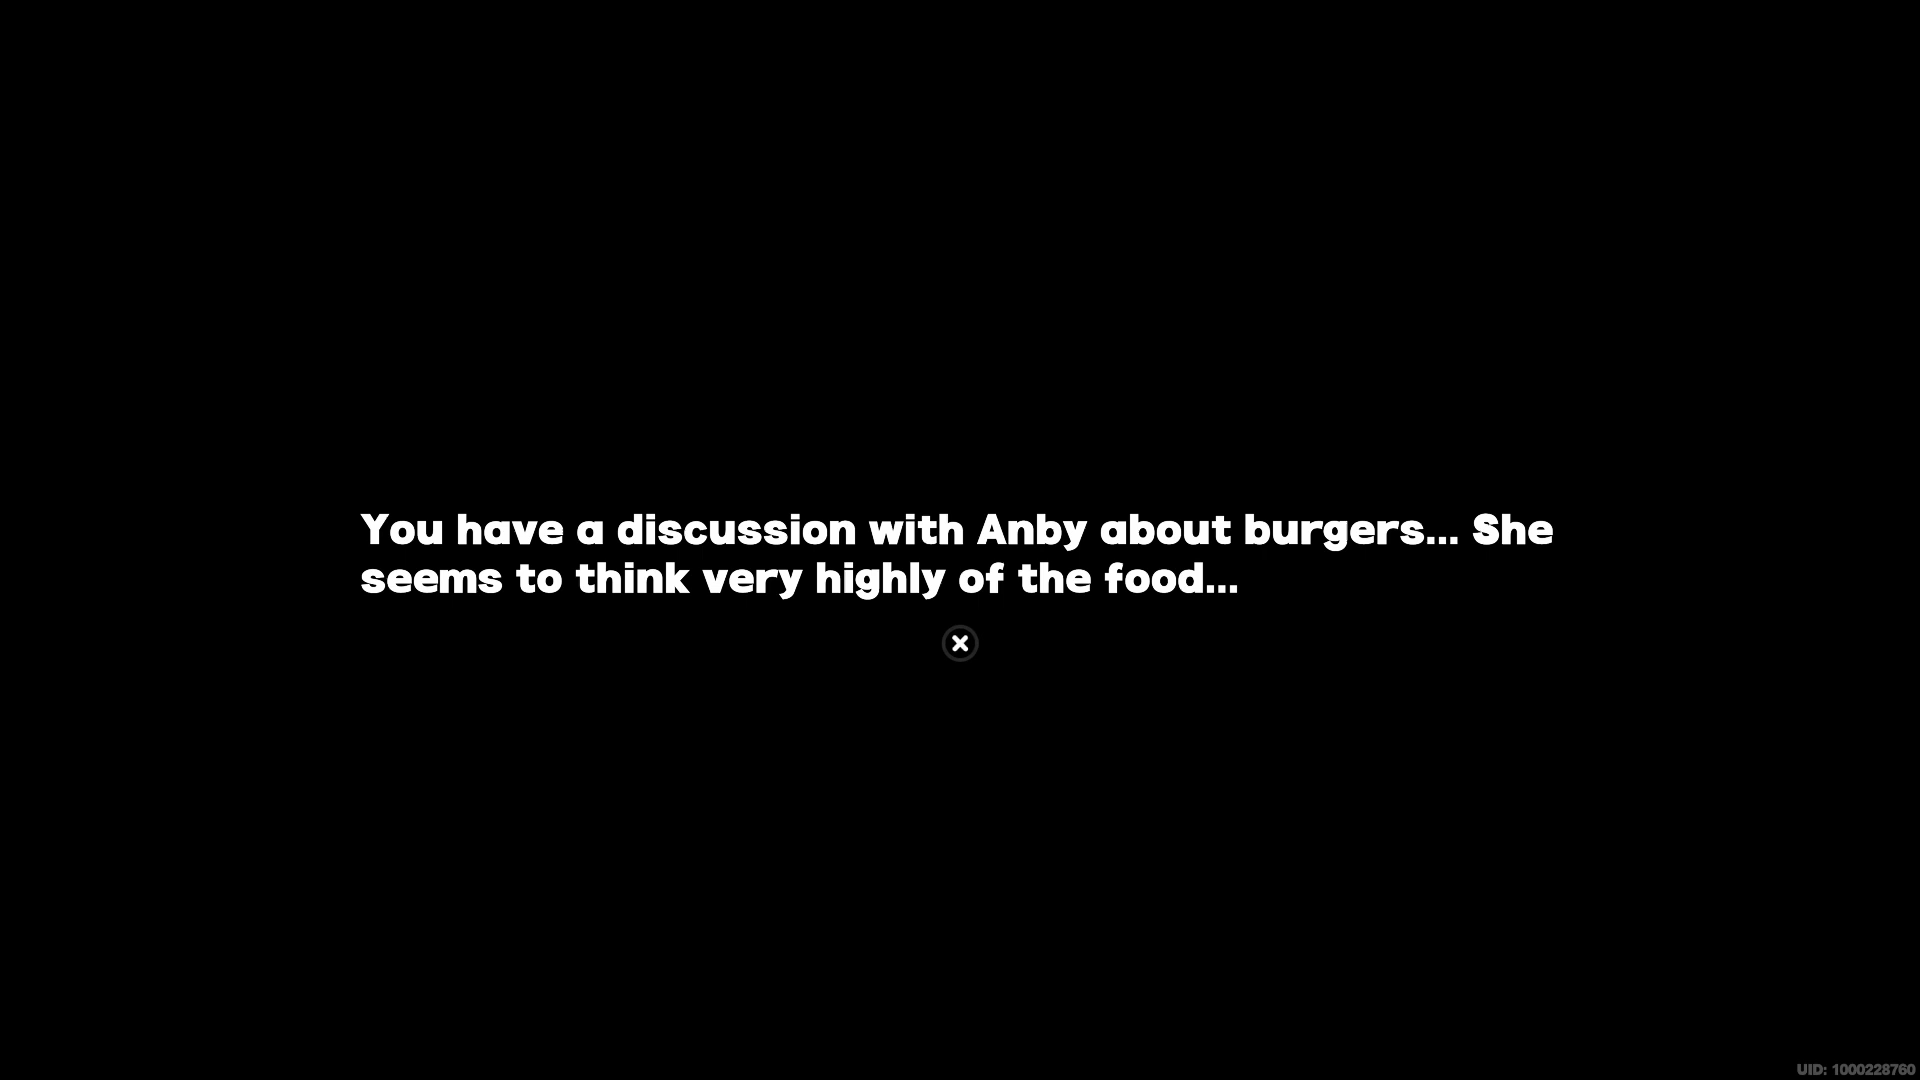 You have a discussion with Anby about burgers... She
seems to think very highly of the food...
UID: 1000228760